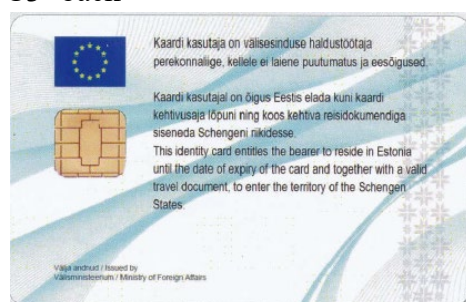 Kaardi kasutaja on välisesinduse haldustöötaja
perekonnaliige, kellele ei laiene puutumatus ja eesõigused.
Kaardi kasutajal on õigus Eestis elada kuni kaardi
kehtivusaja lõpuni ning koos kehtiva reisidokumendiga
siseneda Schengeni riikidesse.
This identity card entitles the bearer to reside in Estonia
until the date of expiry of the card and together with a valid
travel document, to enter the territory of the Schengen
States.
Välja andnud / Issued by
Välisministeerium / Ministry of Foreign Affairs